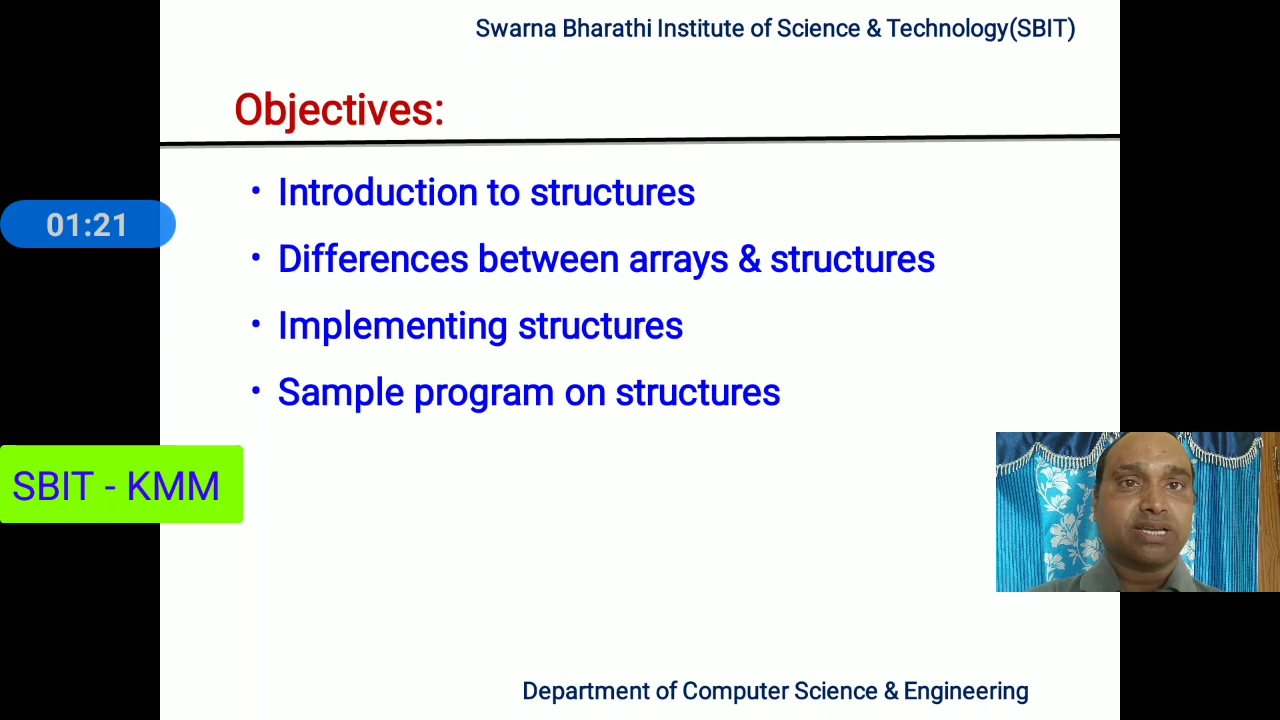 Swarna Bharathi Institute of Science & Technology(SBIT)
Objectives:
• Introduction to structures
01:21
• Differences between arrays & structures
• Implementing structures
• Sample program on structures
SBIT - KMM
Department of Computer Science & Engineering